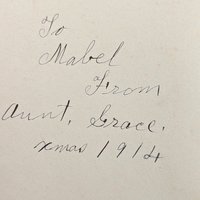 To
Mabel
From
Aunt, Grace.
xmas 1914